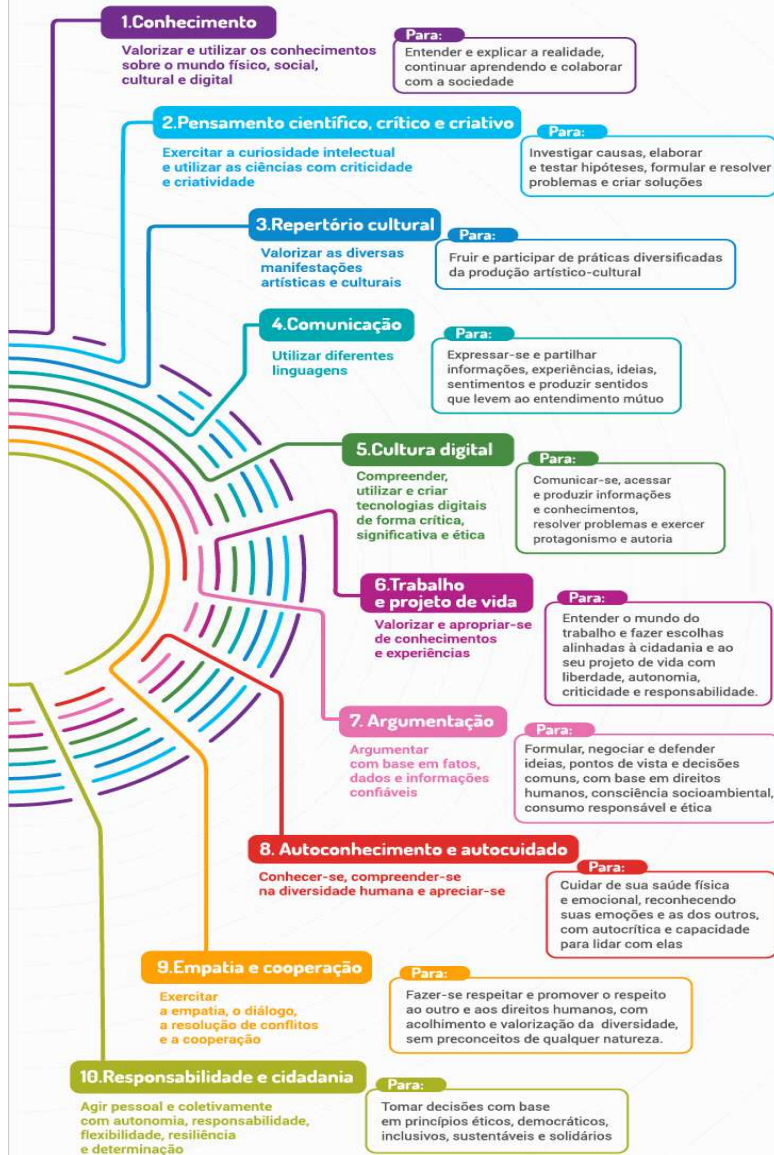 1.Conhecimento
Valorizar e utilizar os conhecimentos
sobre o mundo físico, social,
cultural e digital
Para:
Entender e explicar a realidade,
continuar aprendendo e colaborar
com a sociedade
2.Pensamento científico, crítico e criativo
Exercitar a curiosidade intelectual
e utilizar as ciências com criticidade
e criatividade
Para:
Investigar causas, elaborar
e testar hipóteses, formular e resolver
problemas e criar soluções
3.Repertório cultural
Valorizar as diversas
manifestações
artísticas e culturais
Para:
Fruir e participar de práticas diversificadas
da produção artístico-cultural
4.Comunicação
Utilizar diferentes
linguagens
Para:
Expressar-se e partilhar
informações, experiências, ideias,
sentimentos e produzir sentidos
que levem ao entendimento mútuo
5.Cultura digital
Compreender,
utilizar e criar
tecnologias digitais
de forma crítica,
significativa e ética
Para:
Comunicar-se, acessar
e produzir informações
e conhecimentos,
resolver problemas e exercer
protagonismo e autoria
6.Trabalho
e projeto de vida
Valorizar e apropriar-se
de conhecimentos
e experiências
Para:
Entender o mundo do
trabalho e fazer escolhas
alinhadas à cidadania e ao
seu projeto de vida com
liberdade, autonomia,
criticidade e responsabilidade.
7. Argumentação
Argumentar
com base em fatos,
dados e informações
confiáveis
Para:
Formular, negociar e defender
ideias, pontos de vista e decisões
comuns, com base em direitos
humanos, consciência socioambiental,
consumo responsável e ética
8. Autoconhecimento e autocuidado
Conhecer-se, compreender-se
na diversidade humana e apreciar-se
Para:
Cuidar de sua saúde física
e emocional, reconhecendo
suas emoções e as dos outros,
com autocrítica e capacidade
para lidar com elas
9.Empatia e cooperação
Exercitar
a empatia, o diálogo,
a resolução de conflitos
e a cooperação
Para:
Fazer-se respeitar e promover o respeito
ao outro e aos direitos humanos, com
acolhimento e valorização da diversidade,
sem preconceitos de qualquer natureza.
10.Responsabilidade e cidadania
Agir pessoal e coletivamente
com autonomia, responsabilidade,
flexibilidade, resiliência
e determinação
Para:
Tomar decisões com base
em princípios éticos, democráticos,
inclusivos, sustentáveis e solidários